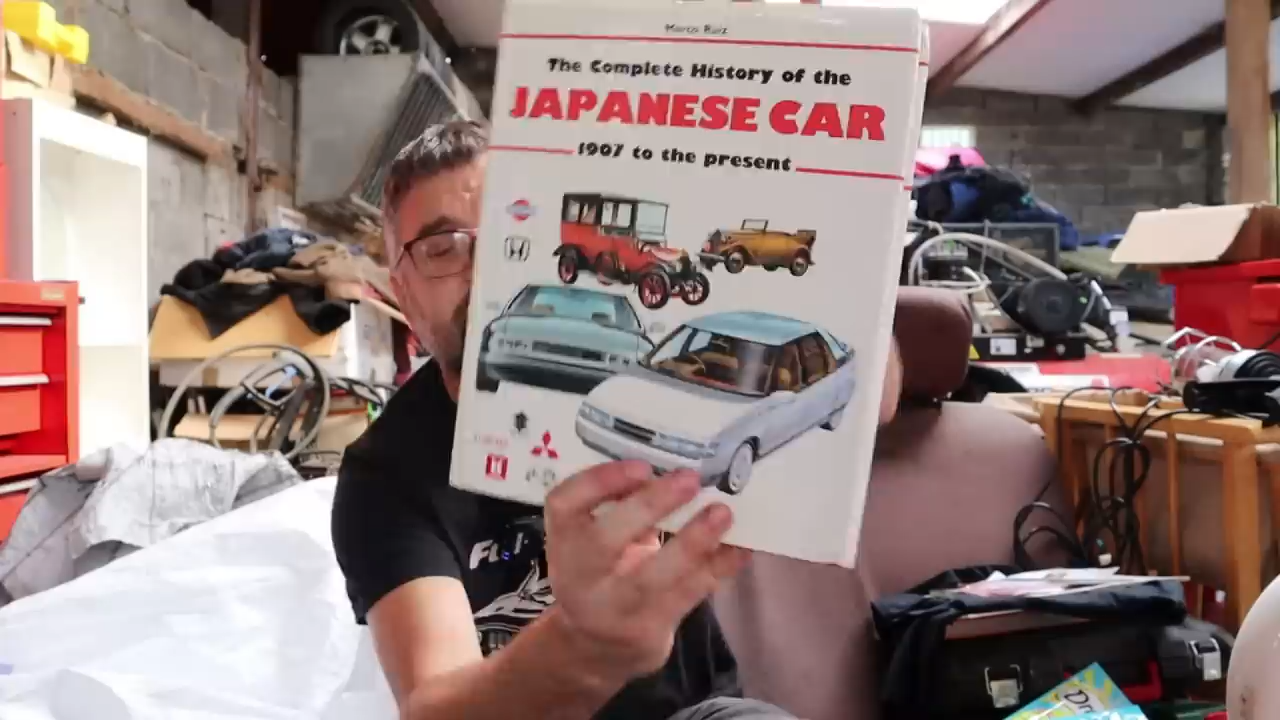 Marco Ruiz
The Complete History of the
JAPANESE CAR
1907 to the present